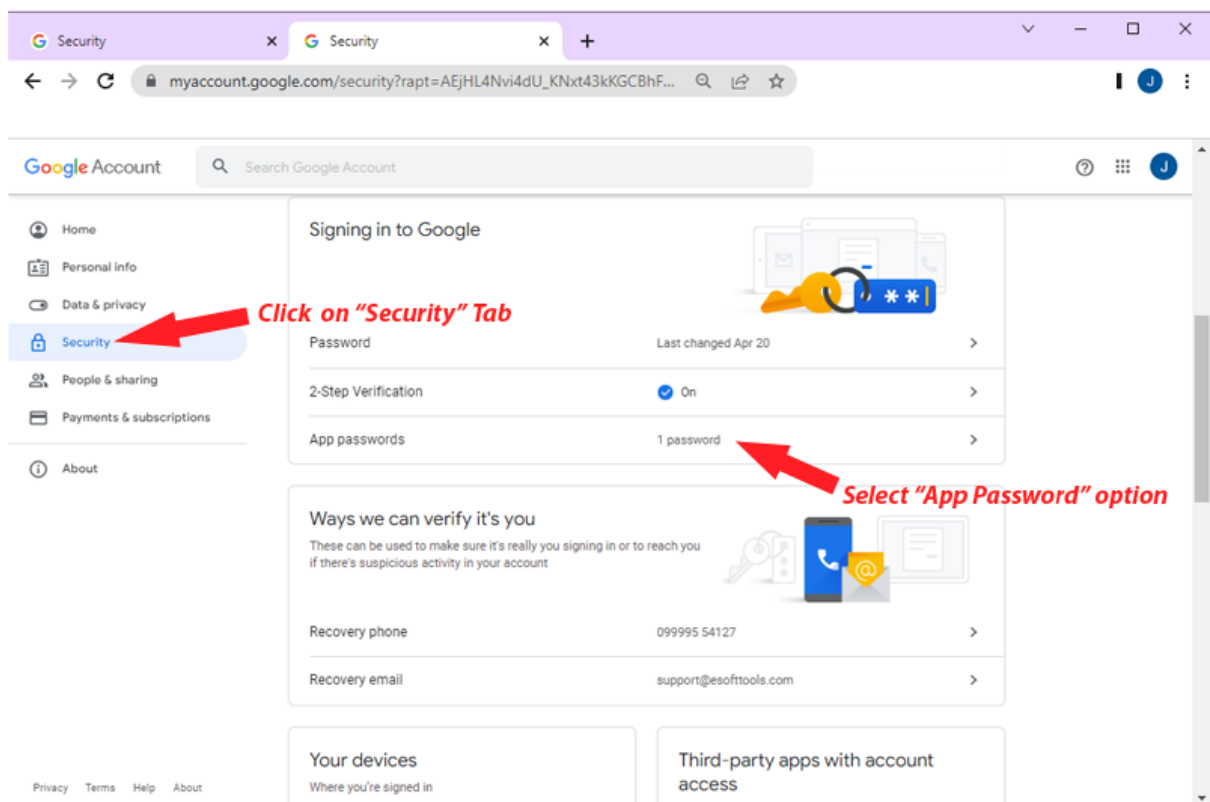 Security
Security
myaccount.google.com/security?rapt=AEjHL4Nvi4dU_KNxt43kKGCBhF...
J
Google Account
Search Google Account
J
Home
Personal info
Data & privacy
Security
People & sharing
Payments & subscriptions
About
Click on “Security” Tab
Signing in to Google
**
Password Last changed Apr 20
2-Step Verification On
App passwords 1 password
Select “App Password” option
Ways we can verify it's you
These can be used to make sure it's really you signing in or to reach you
if there's suspicious activity in your account
@
Recovery phone 099995 54127
Recovery email support@esofttools.com
Your devices
Where you're signed in
Third-party apps with account
access
Privacy Terms Help About